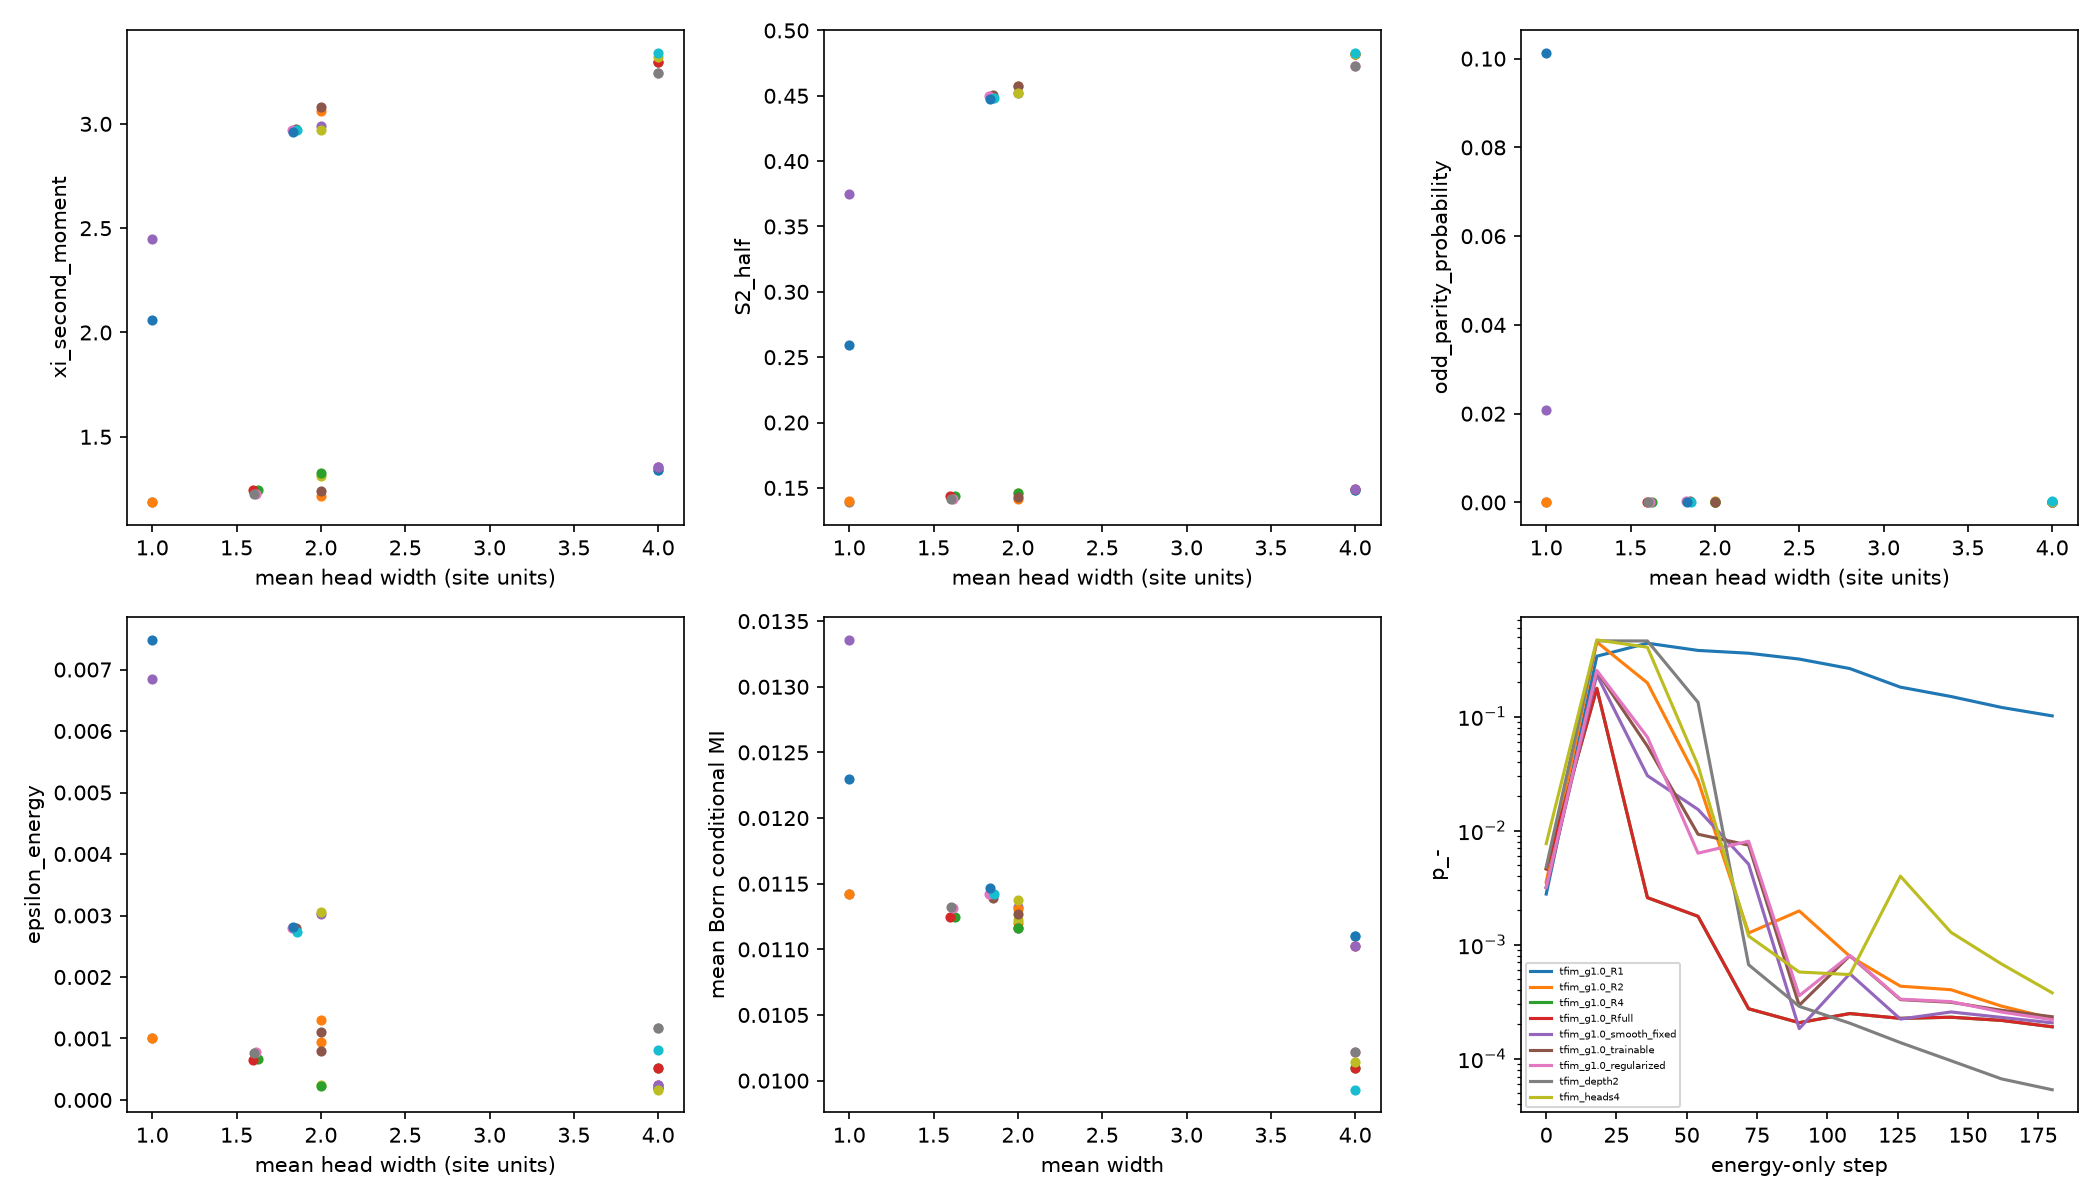 3.0
2.5
2.0
1.5
xi_second_moment
1.0 1.5 2.0 2.5 3.0 3.5 4.0
mean head width (site units)
0.50
0.45
0.40
0.35
0.30
0.25
0.20
0.15
S2_half
1.0 1.5 2.0 2.5 3.0 3.5 4.0
mean head width (site units)
0.10
0.08
0.06
0.04
0.02
0.00
odd_parity_probability
1.0 1.5 2.0 2.5 3.0 3.5 4.0
mean head width (site units)
0.007
0.006
0.005
0.004
0.003
0.002
0.001
0.000
epsilon_energy
1.0 1.5 2.0 2.5 3.0 3.5 4.0
mean head width (site units)
0.0135
0.0130
0.0125
0.0120
0.0115
0.0110
0.0105
0.0100
mean Born conditional MI
1.0 1.5 2.0 2.5 3.0 3.5 4.0
mean width
10⁻¹
10⁻²
10⁻³
10⁻⁴
p_-
tfim_g1.0_R1
tfim_g1.0_R2
tfim_g1.0_R4
tfim_g1.0_Rfull
tfim_g1.0_smooth_fixed
tfim_g1.0_trainable
tfim_g1.0_regularized
tfim_depth2
tfim_heads4
0 25 50 75 100 125 150 175
energy-only step